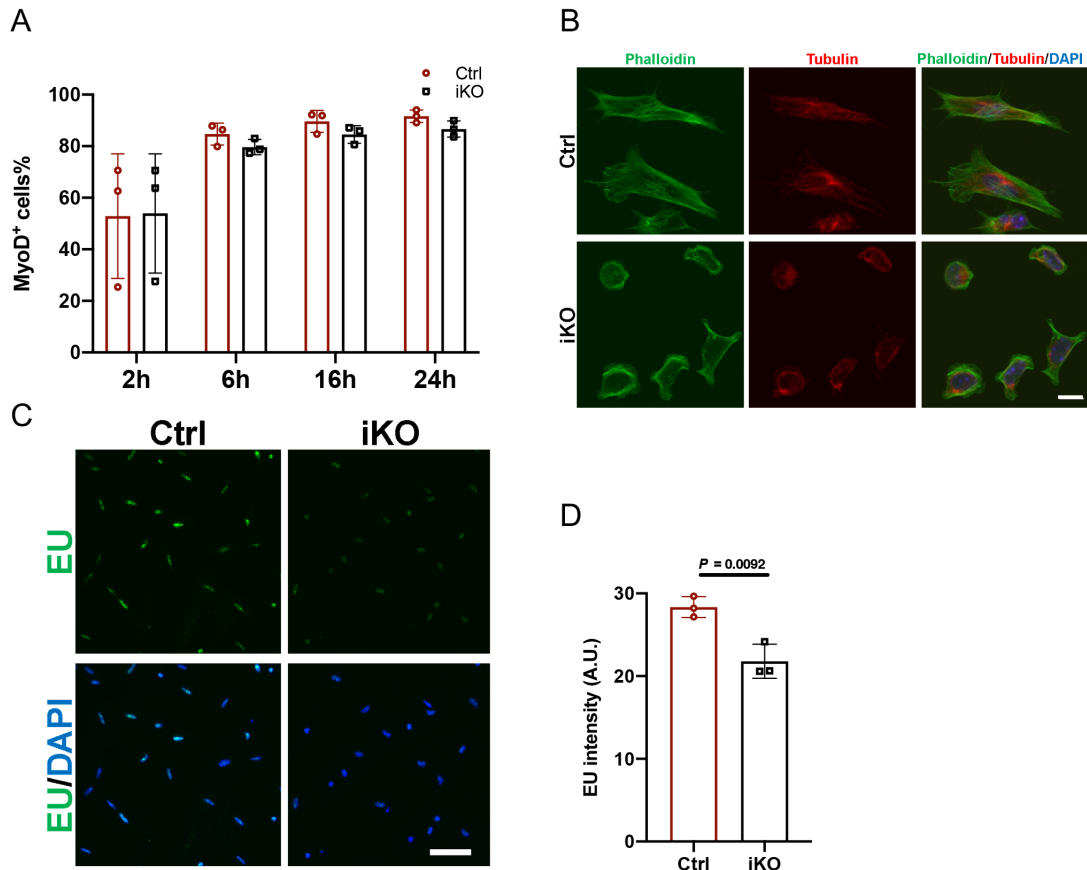 A
Ctrl
iKO
MyoD+ cells%
100
80
60
40
20
0
2h
6h
16h
24h
B
Phalloidin
Tubulin
Phalloidin/Tubulin/DAPI
Ctrl
iKO
C
Ctrl
iKO
EU
EU/DAPI
D
P = 0.0092
EU intensity (A.U.)
30
20
10
0
Ctrl
iKO